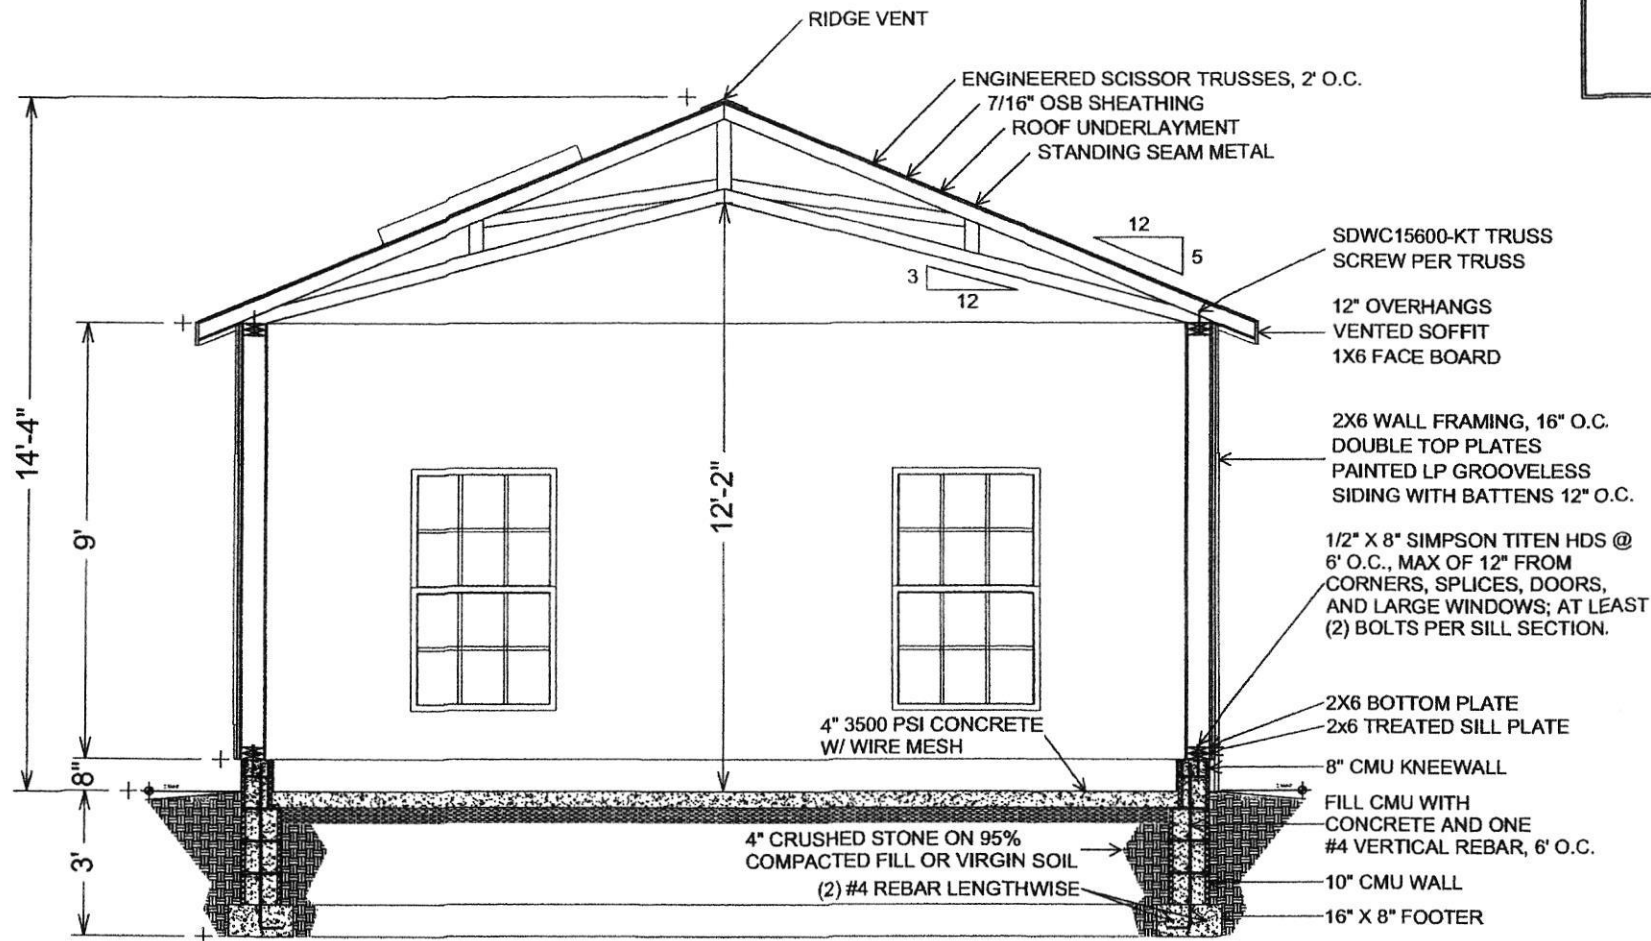 RIDGE VENT
ENGINEERED SCISSOR TRUSSES, 2' O.C.
7/16" OSB SHEATHING
ROOF UNDERLAYMENT
STANDING SEAM METAL
12
5
3
12
SDWC15600-KT TRUSS
SCREW PER TRUSS
12" OVERHANGS
VENTED SOFFIT
1X6 FACE BOARD
14'-4"
9'
12'-2"
2X6 WALL FRAMING, 16" O.C.
DOUBLE TOP PLATES
PAINTED LP GROOVELESS
SIDING WITH BATTENS 12" O.C.
1/2" X 8" SIMPSON TITEN HDS @
6' O.C., MAX OF 12" FROM
CORNERS, SPLICES, DOORS,
AND LARGE WINDOWS; AT LEAST
(2) BOLTS PER SILL SECTION.
4" 3500 PSI CONCRETE
W/ WIRE MESH
2X6 BOTTOM PLATE
2x6 TREATED SILL PLATE
8" CMU KNEEWALL
8"
3'
FILL CMU WITH
CONCRETE AND ONE
#4 VERTICAL REBAR, 6' O.C.
4" CRUSHED STONE ON 95%
COMPACTED FILL OR VIRGIN SOIL
(2) #4 REBAR LENGTHWISE
10" CMU WALL
16" X 8" FOOTER